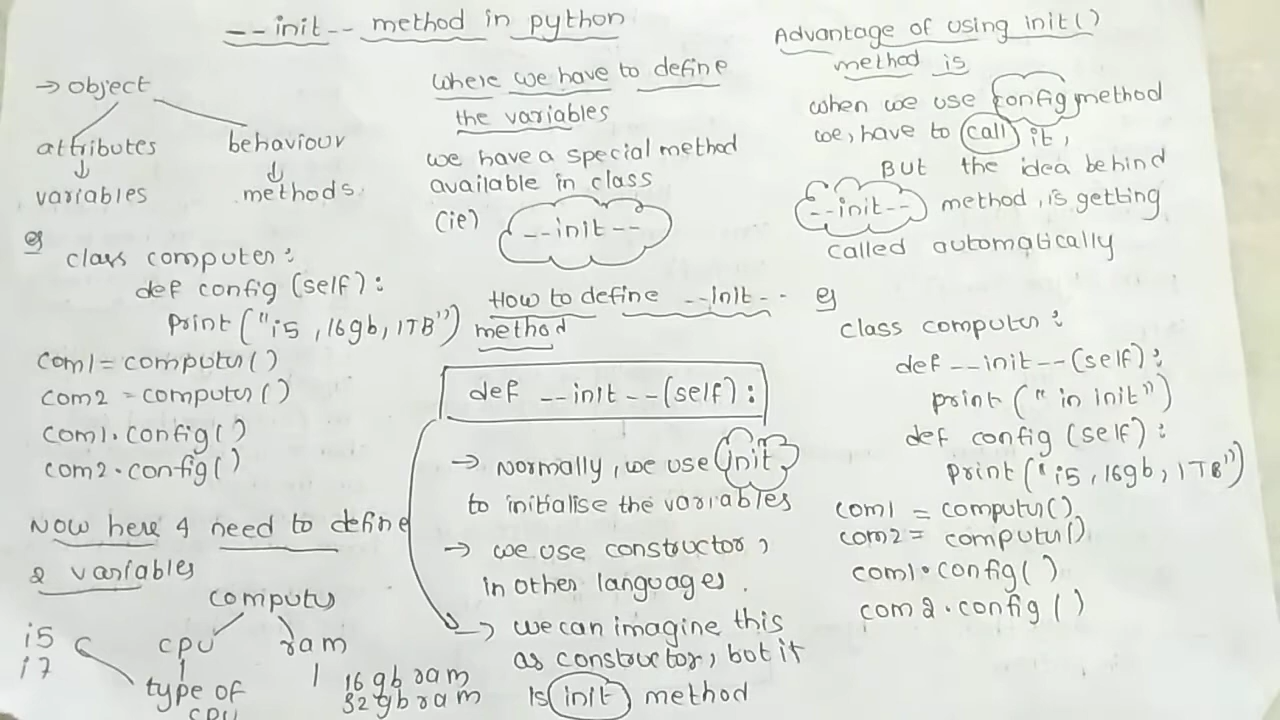 --init-- method in python
→ object
attributes behaviour
↓ ↓
variables methods.
eg
class computer:
def config (self):
print ("i5, 16gb, 1TB")
com1 = computer()
com2 = computer()
com1.config()
com2.config()
Now here I need to define
2 variables
computer
cpu ram
i5
i7
type of
CPU
16 gb ram
32 gb ram
where we have to define
the variables
we have a special method
available in class
(ie) --init--
How to define --init--
method
def --init--(self):
→ Normally, we use init
to initialise the variables
→ we use constructor,
in other languages.
→ we can imagine this
as constructor, but it
is init method
Advantage of using init()
method is
when we use config method
we, have to call it,
BUT the idea behind
--init-- method, is getting
called automatically
eg
class computer:
def --init--(self):
print (" in init")
def config (self):
print (" i5, 16gb, 1TB")
com1 = computer()
com2 = computer()
com1.config()
com2.config()